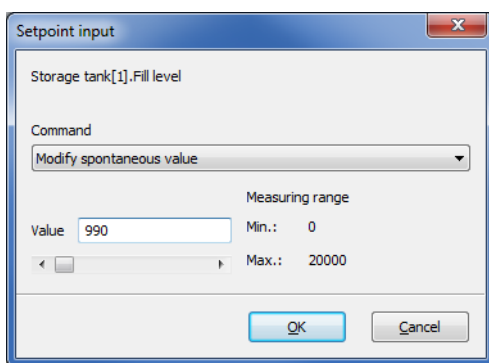 Setpoint input
Storage tank[1].Fill level
Command
Modify spontaneous value
Measuring range
Value 990 Min.: 0
Max.: 20000
OK Cancel